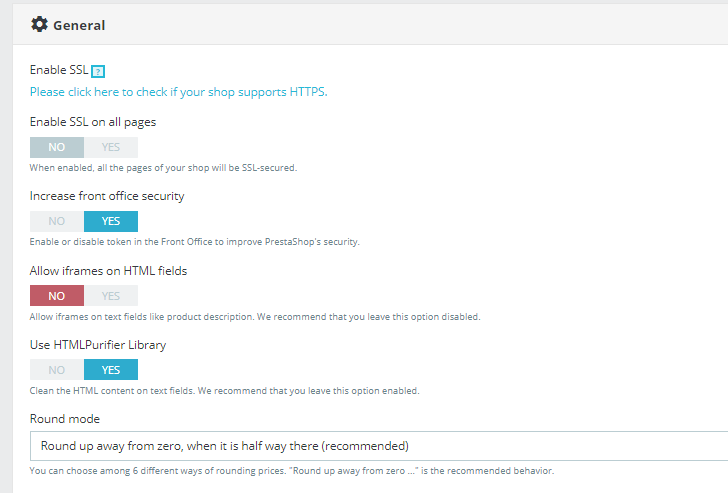 General
Enable SSL ?
Please click here to check if your shop supports HTTPS.
Enable SSL on all pages
NO YES
When enabled, all the pages of your shop will be SSL-secured.
Increase front office security
NO YES
Enable or disable token in the Front Office to improve PrestaShop's security.
Allow iframes on HTML fields
NO YES
Allow iframes on text fields like product description. We recommend that you leave this option disabled.
Use HTMLPurifier Library
NO YES
Clean the HTML content on text fields. We recommend that you leave this option enabled.
Round mode
Round up away from zero, when it is half way there (recommended)
You can choose among 6 different ways of rounding prices. "Round up away from zero ..." is the recommended behavior.